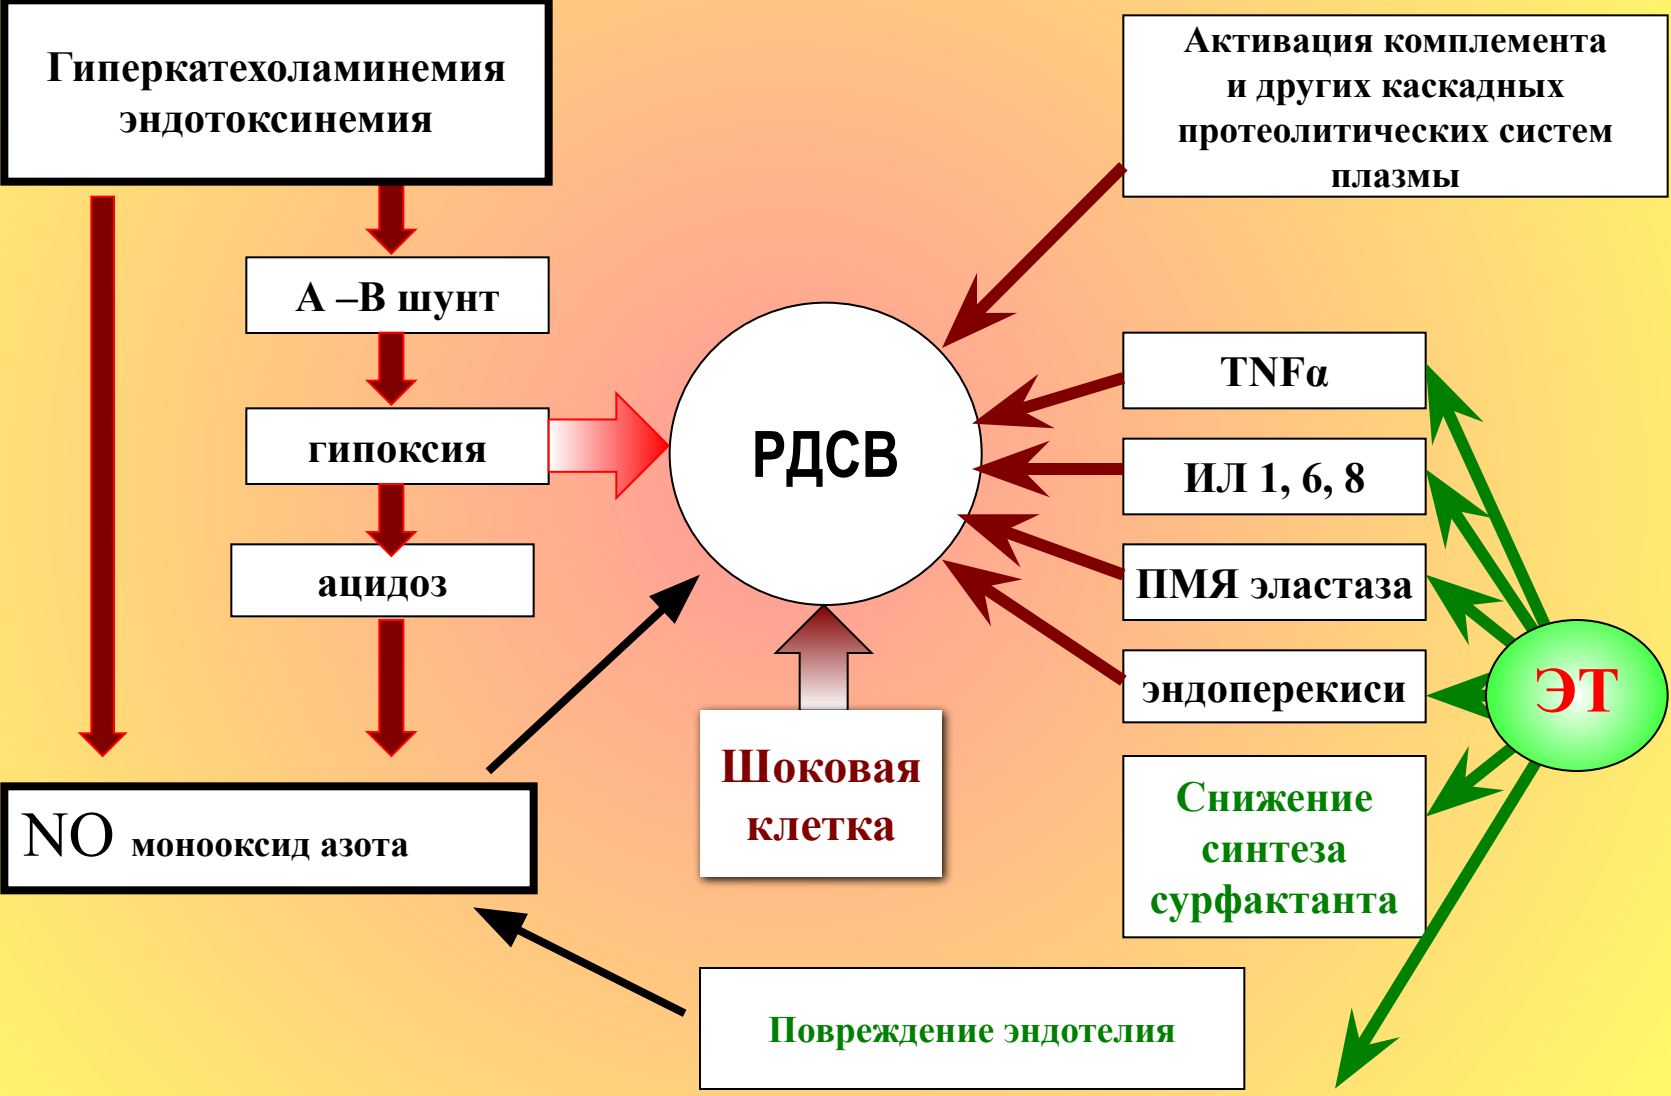 Гиперкатехоламинемия
эндотоксинемия
Активация комплемента
и других каскадных
протеолитических систем
плазмы
А –В шунт
гипоксия
ацидоз
NO монооксид азота
РДСВ
Шоковая
клетка
TNFα
ИЛ 1, 6, 8
ПМЯ эластаза
эндоперекиси
ЭТ
Снижение
синтеза
сурфактанта
Повреждение эндотелия